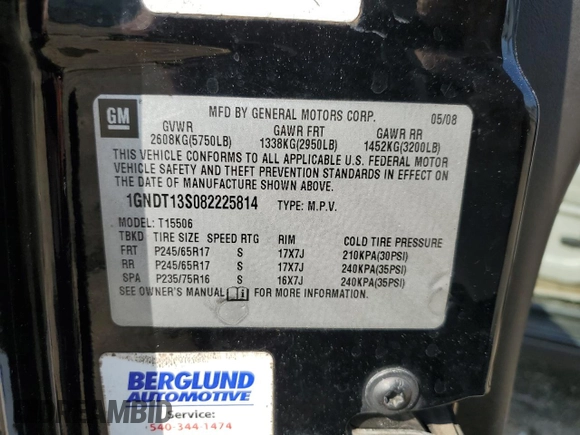 GM
MFD BY GENERAL MOTORS CORP. 05/08
GVWR GAWR FRT GAWR RR
2608KG(5750LB) 1338KG(2950LB) 1452KG(3200LB)
THIS VEHICLE CONFORMS TO ALL APPLICABLE U.S. FEDERAL MOTOR
VEHICLE SAFETY AND THEFT PREVENTION STANDARDS IN EFFECT ON
THE DATE OF MANUFACTURE SHOWN ABOVE.
1GNDT13S082225814 TYPE: M.P.V.
MODEL: T15506
TBKD TIRE SIZE SPEED RTG RIM COLD TIRE PRESSURE
FRT P245/65R17 S 17X7J 210KPA(30PSI)
RR P245/65R17 S 17X7J 240KPA(35PSI)
SPA P235/75R16 S 16X7J 240KPA(35PSI)
SEE OWNER'S MANUAL FOR MORE INFORMATION.
BERGLUND
AUTOMOTIVE
Service:
540-344-1474
DREAMBID